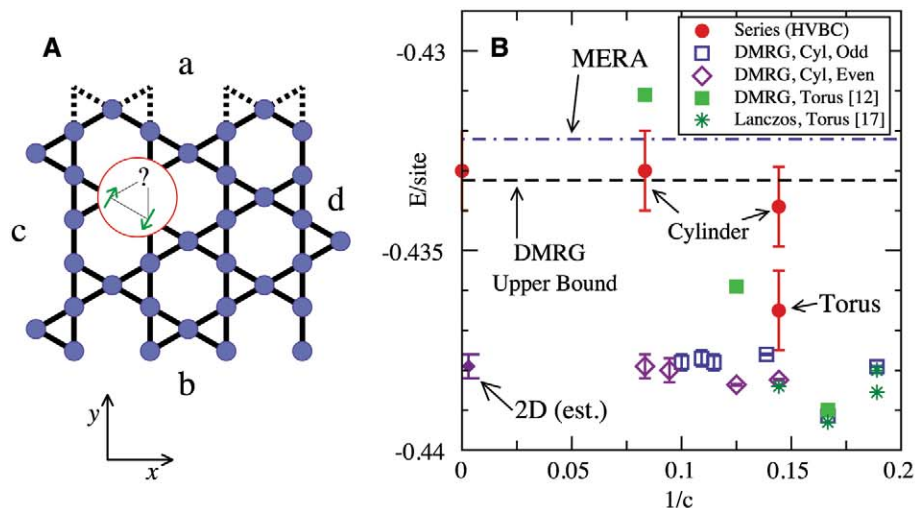 A
a
?
c
d
b
y
x
B
Series (HVBC)
DMRG, Cyl, Odd
DMRG, Cyl, Even
DMRG, Torus [12]
Lanczos, Torus [17]
MERA
DMRG
Upper Bound
Cylinder
Torus
2D (est.)
E/site
-0.43
-0.435
-0.44
0
0.05
0.1
0.15
0.2
1/c